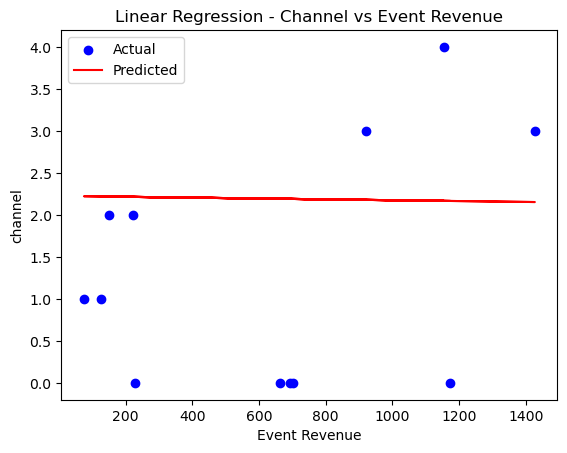 Linear Regression - Channel vs Event Revenue
Actual
Predicted
4.0
3.5
3.0
2.5
2.0
1.5
1.0
0.5
0.0
channel
200 400 600 800 1000 1200 1400
Event Revenue